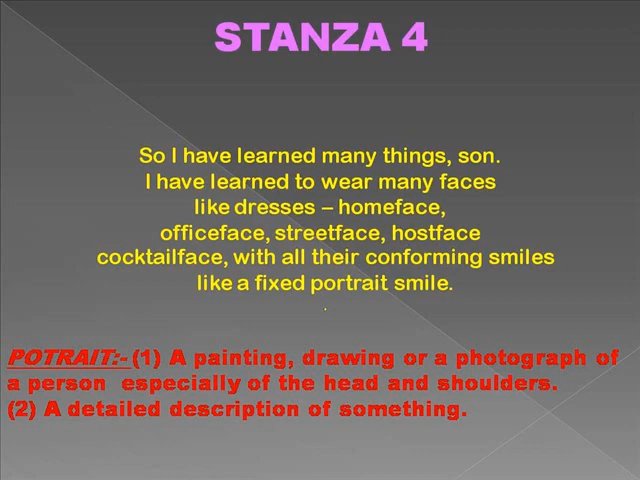 STANZA 4
So I have learned many things, son.
I have learned to wear many faces
like dresses – homeface,
officeface, streetface, hostface
cocktailface, with all their conforming smiles
like a fixed portrait smile.
.
POTRAIT:- (1) A painting, drawing or a photograph of
a person especially of the head and shoulders.
(2) A detailed description of something.